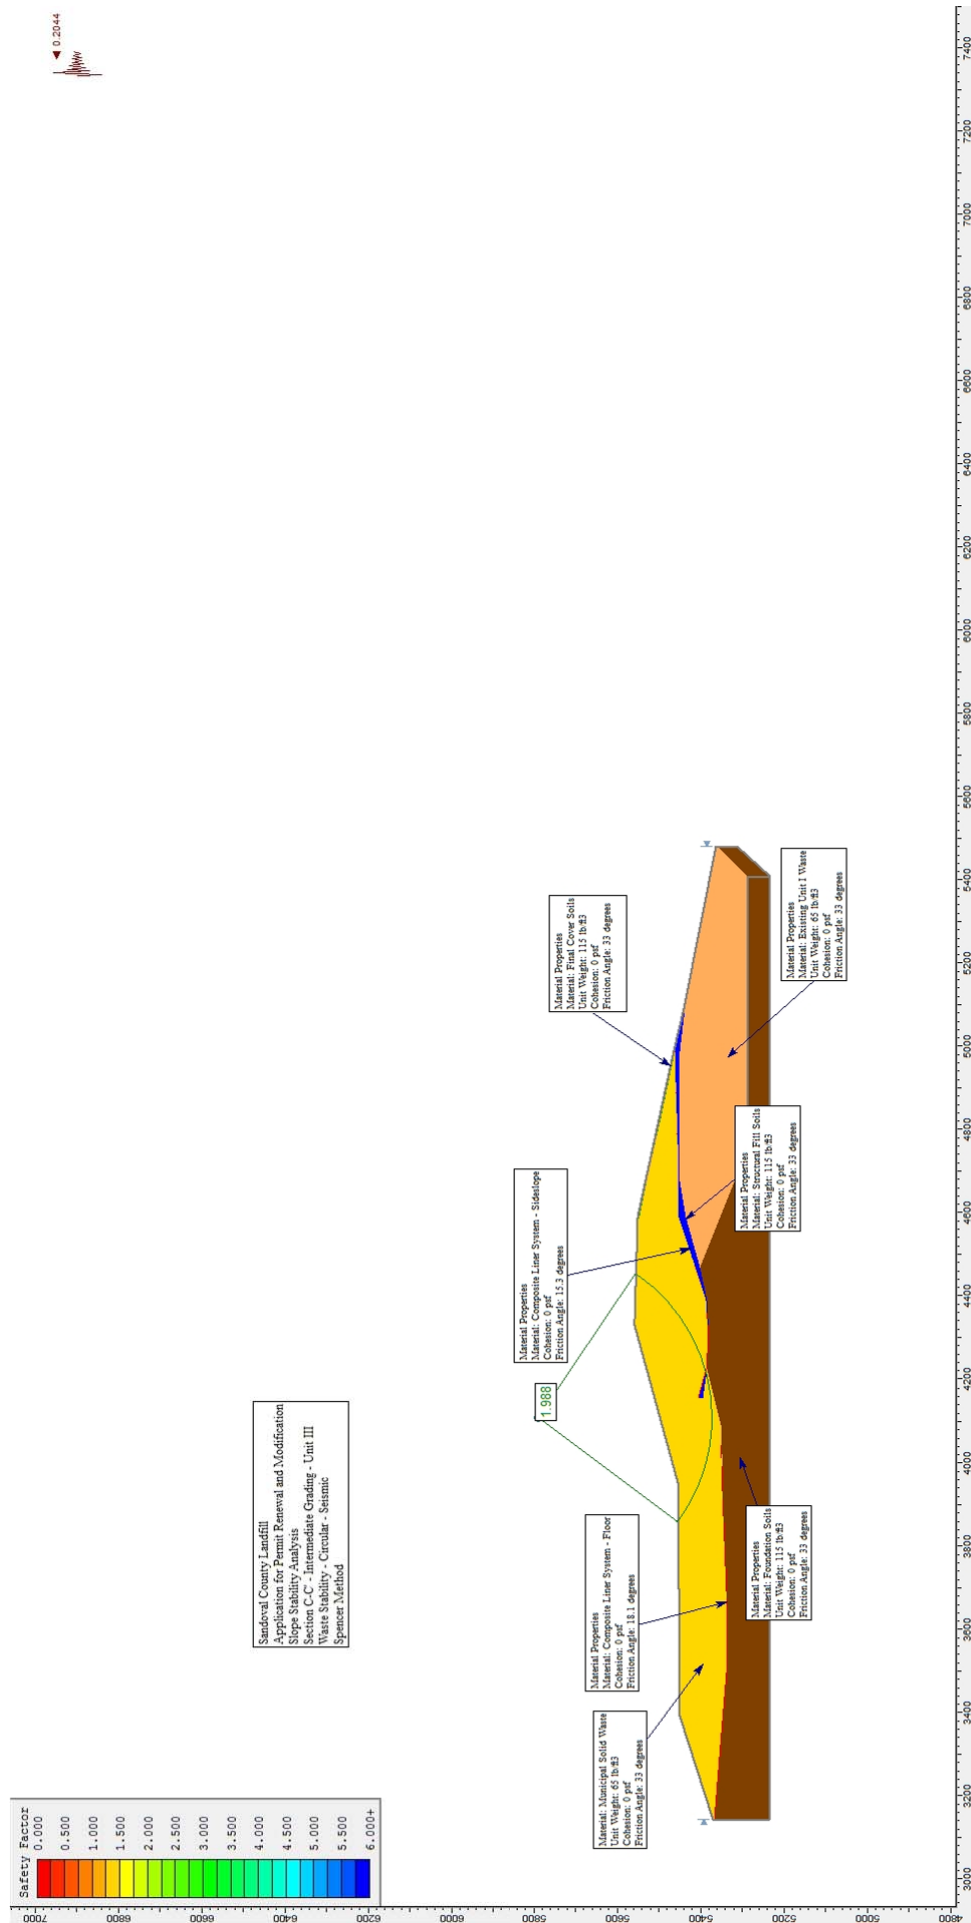 Safety Factor
0.000
0.500
1.000
1.500
2.000
2.500
3.000
3.500
4.000
4.500
5.000
5.500
6.000+
0.2044
Sandoval County Landfill
Application for Permit Renewal and Modification
Slope Stability Analysis
Section C-C' - Intermediate Grading - Unit III
Waste Stability - Circular - Seismic
Spencer Method
1.988
Material: Municipal Solid Waste
Unit Weight: 65 lb/ft3
Cohesion: 0 psf
Friction Angle: 33 degrees
Material Properties
Material: Composite Liner System - Floor
Cohesion: 0 psf
Friction Angle: 18.1 degrees
Material Properties
Material: Composite Liner System - Sideslope
Cohesion: 0 psf
Friction Angle: 15.3 degrees
Material Properties
Material: Final Cover Soils
Unit Weight: 115 lb/ft3
Cohesion: 0 psf
Friction Angle: 33 degrees
Material Properties
Material: Foundation Soils
Unit Weight: 115 lb/ft3
Cohesion: 0 psf
Friction Angle: 33 degrees
Material Properties
Material: Structural Fill Soils
Unit Weight: 115 lb/ft3
Cohesion: 0 psf
Friction Angle: 33 degrees
Material Properties
Material: Existing Unit I Waste
Unit Weight: 65 lb/ft3
Cohesion: 0 psf
Friction Angle: 33 degrees
7000
6800
6600
6400
6200
6000
5800
5600
5400
5200
5000
4800
3000
3200
3400
3600
3800
4000
4200
4400
4600
4800
5000
5200
5400
5600
5800
6000
6200
6400
6600
6800
7000
7200
7400